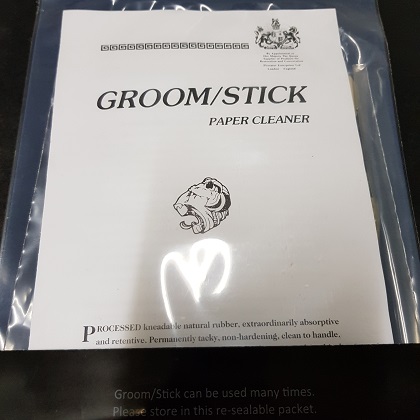 GROOM/STICK
PAPER CLEANER
PROCESSED kneadable natural rubber, extraordinarily absorptive
and retentive. Permanently tacky, non-hardening, clean to handle.
Groom/Stick can be used many times.
Please store in this re-sealable packet.